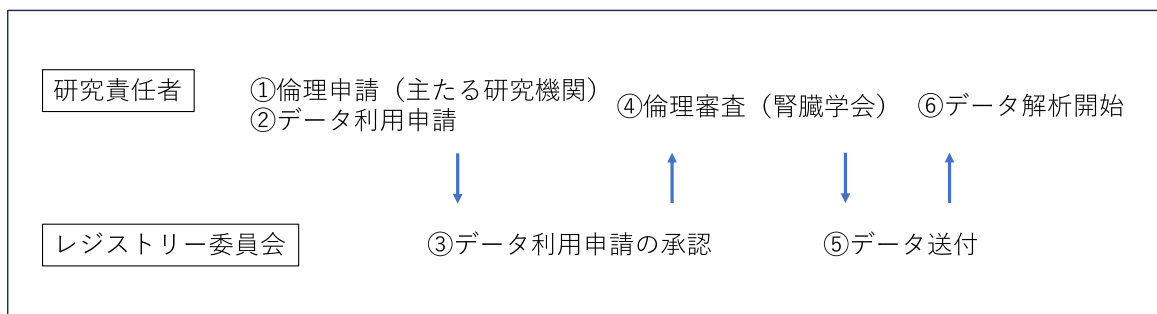 研究責任者
①倫理申請（主たる研究機関）
②データ利用申請
④倫理審査（腎臓学会）
⑥データ解析開始
レジストリー委員会
③データ利用申請の承認
⑤データ送付